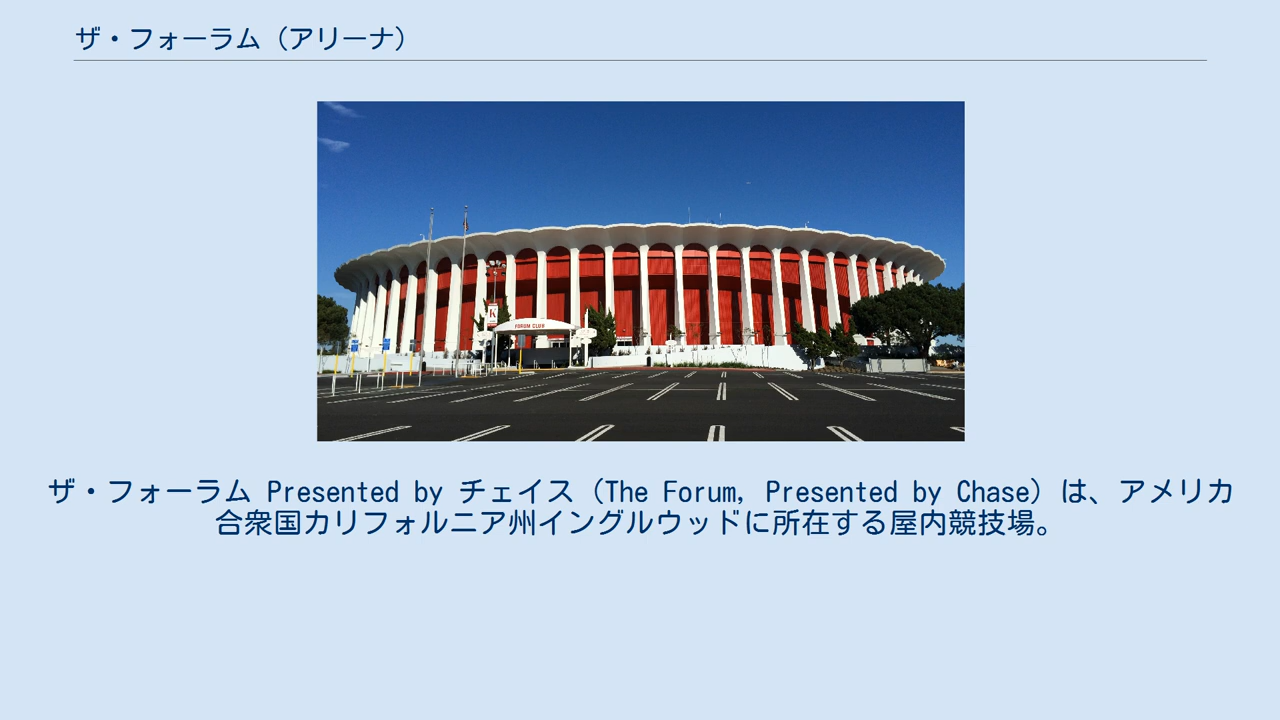 ザ・フォーラム（アリーナ）
FORUM CLUB
ザ・フォーラム Presented by チェイス（The Forum, Presented by Chase）は、アメリカ
合衆国カリフォルニア州イングルウッドに所在する屋内競技場。